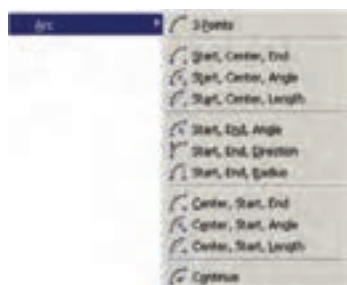 Arc
3 Points
Start, Center, End
Start, Center, Angle
Start, Center, Length
Start, End, Angle
Start, End, Direction
Start, End, Radius
Center, Start, End
Center, Start, Angle
Center, Start, Length
Continue